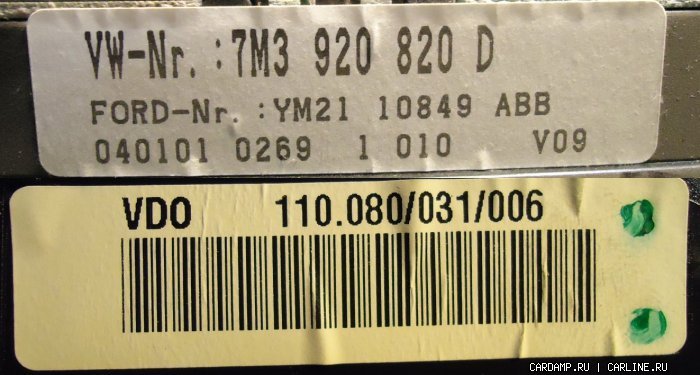 VW-Nr.:7M3 920 820 D
FORD-Nr.:YM21 10849 ABB
040101 0269 1 010 V09
VDO 110.080/031/006
CARDAMP.RU | CARLINE.RU